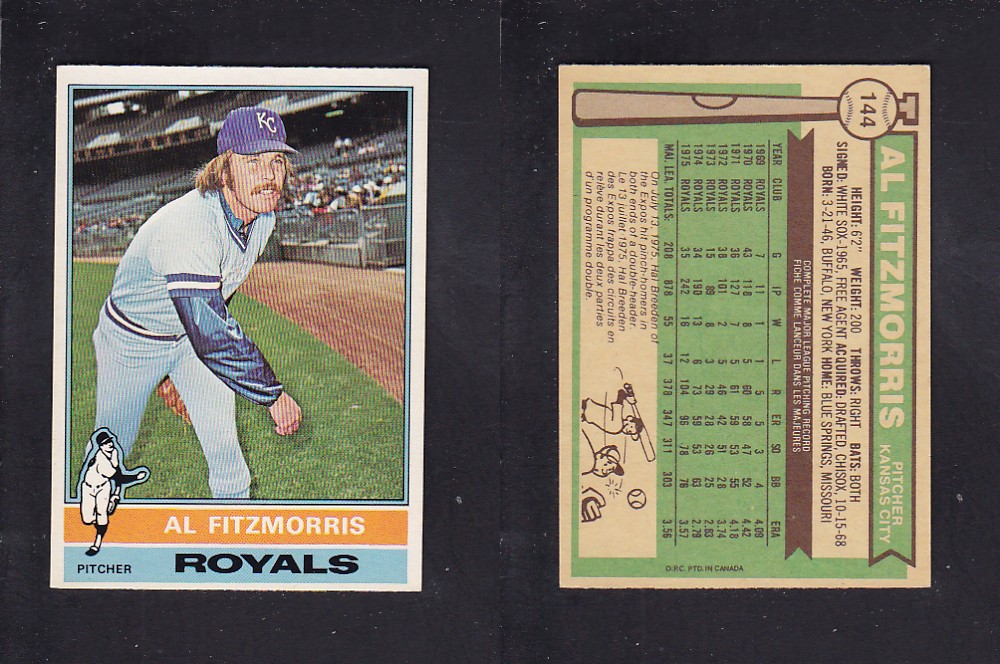 KC
AL FITZMORRIS
PITCHER
ROYALS
144
AL FITZMORRIS
PITCHER
KANSAS CITY
HEIGHT: 6'2" WEIGHT: 200 THROWS: RIGHT BATS: BOTH
SIGNED: WHITE SOX-1965, FREE AGENT ACQUIRED: DRAFTED, CHISOX, 10-15-68
BORN: 3-21-46, BUFFALO, NEW YORK HOME: BLUE SPRINGS, MISSOURI
COMPLETE MAJOR LEAGUE PITCHING RECORD
FICHE COMME LANCEUR DANS LES MAJEURES
YEAR CLUB G IP W L R ER SO BB ERA
1969 ROYALS 7 11 1 1 5 5 3 4 4.09
1970 ROYALS 43 118 8 5 60 58 47 52 4.42
1971 ROYALS 36 127 7 5 61 59 53 55 4.18
1972 ROYALS 38 101 2 5 46 42 51 28 3.74
1973 ROYALS 15 89 8 3 29 28 26 25 2.83
1974 ROYALS 34 190 13 6 73 59 53 63 2.79
1975 ROYALS 35 242 16 12 104 96 78 76 3.57
MAJ. LEA. TOTALS: 208 878 55 37 378 347 311 303 3.56
On July 13, 1975, Hal Breeden of
the Expos hit pinch-homers in
both ends of a double-header.
Le 13 juillet 1975, Hal Breeden
des Expos frappa des circuits en
relève durant les deux parties
d'un programme double.
O.P.C. PTD. IN CANADA